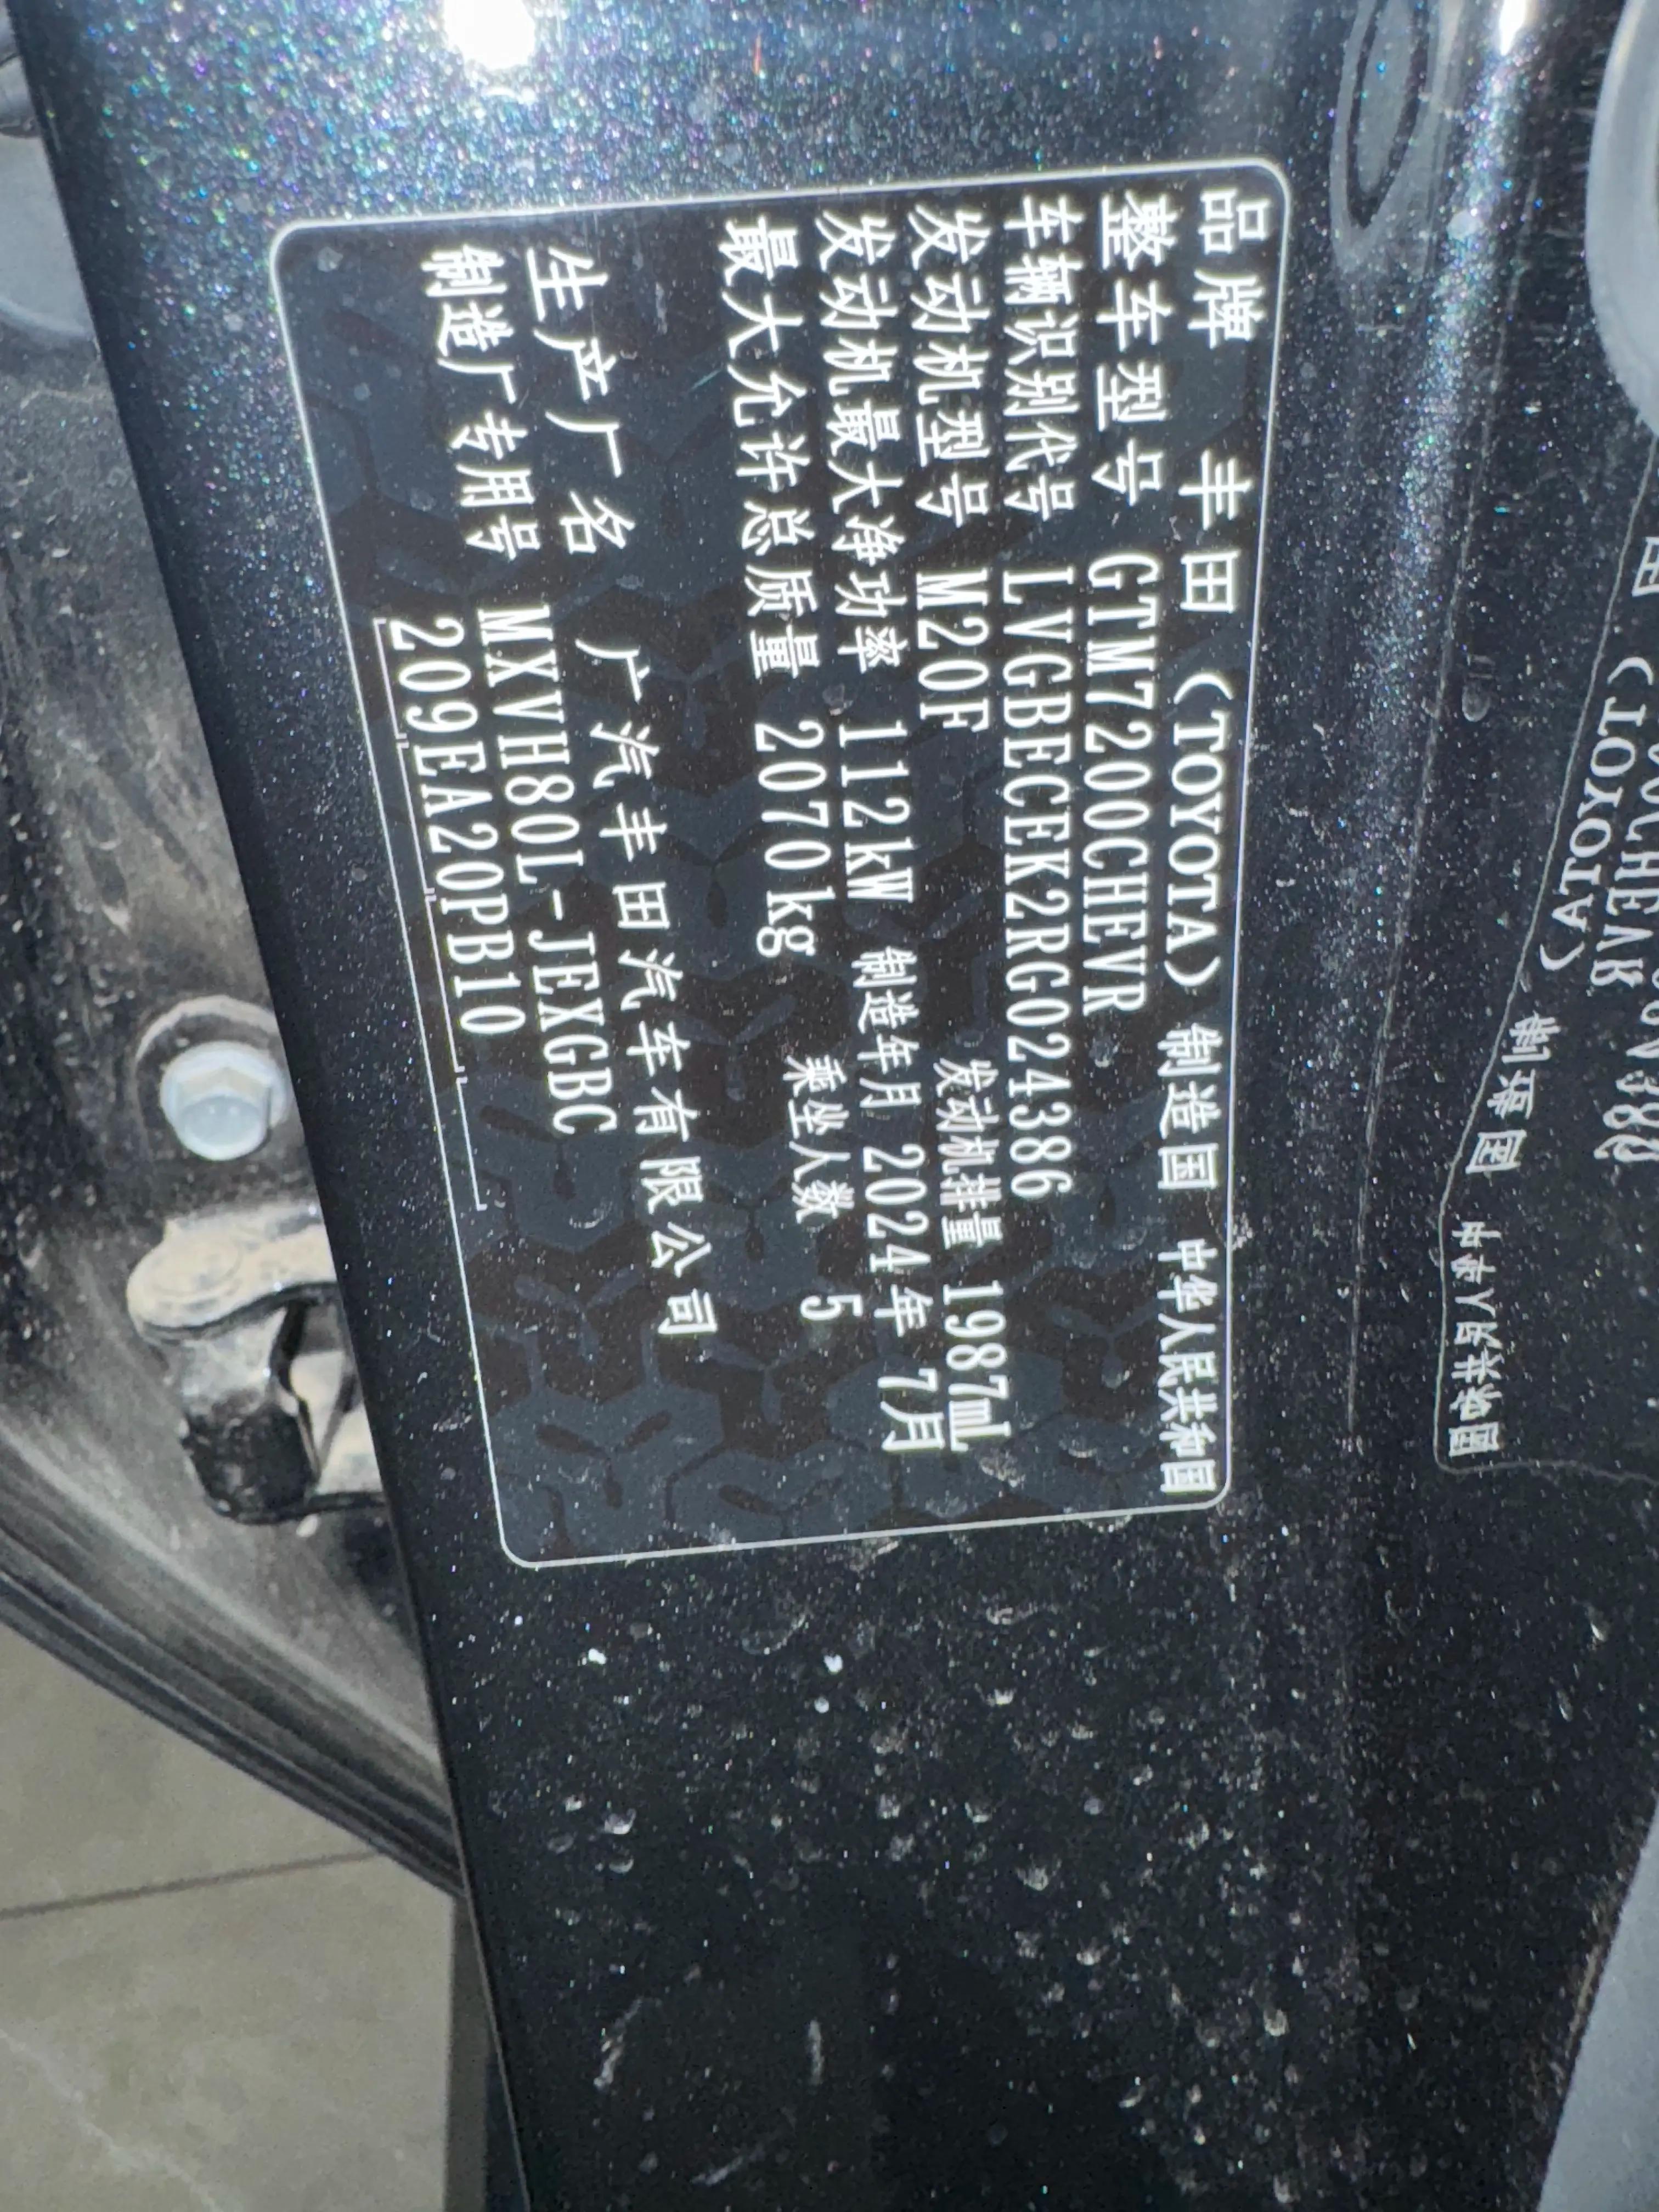 品牌 丰田（TOYOTA） 制造国 中华人民共和国
整车型号 GTM7200CHEVR
车辆识别代号 LVGBECEK2RG024386
发动机型号 M20F 发动机排量 1987mL
发动机最大净功率 112kW 制造年月 2024年 7月
最大允许总质量 2070kg 乘坐人数 5
生产厂名 广汽丰田汽车有限公司
制造厂专用号 MXVH80L-JEXGBC
209EA20PB10